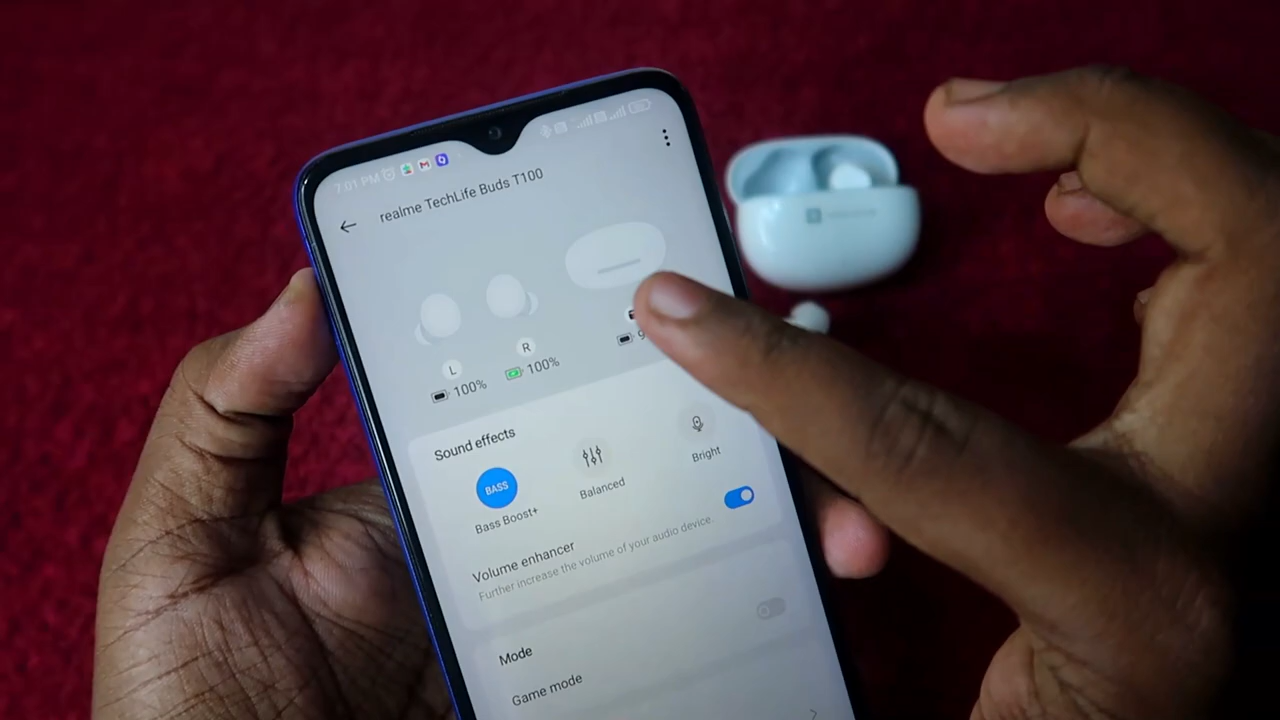 7:01 PM
realme TechLife Buds T100
L
R
100%
100%
9
Sound effects
BASS
Bass Boost+
Balanced
Bright
Volume enhancer
Further increase the volume of your audio device.
Mode
Game mode